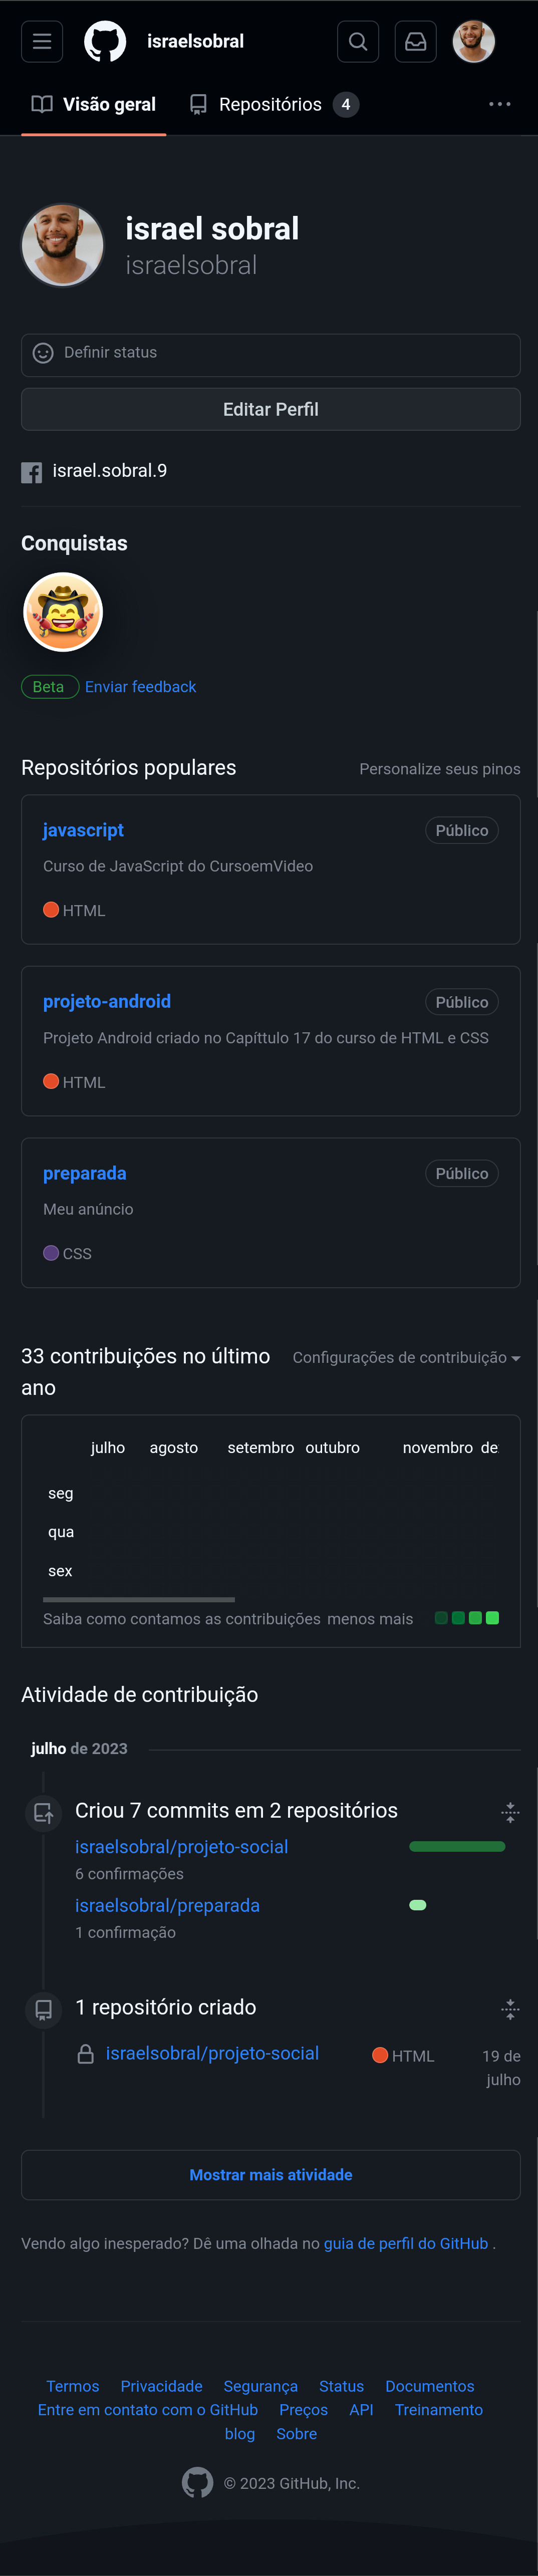 israelsobral
Visão geral
Repositórios 4
israel sobral
israelsobral
Definir status
Editar Perfil
israel.sobral.9
Conquistas
Beta Enviar feedback
Repositórios populares
Personalize seus pinos
javascript
Público
Curso de JavaScript do CursoemVideo
HTML
projeto-android
Público
Projeto Android criado no Capíttulo 17 do curso de HTML e CSS
HTML
preparada
Público
Meu anúncio
CSS
33 contribuições no último
ano
Configurações de contribuição
julho agosto setembro outubro novembro de
seg
qua
sex
Saiba como contamos as contribuições menos mais
Atividade de contribuição
julho de 2023
Criou 7 commits em 2 repositórios
israelsobral/projeto-social
6 confirmações
israelsobral/preparada
1 confirmação
1 repositório criado
israelsobral/projeto-social
HTML
19 de
julho
Mostrar mais atividade
Vendo algo inesperado? Dê uma olhada no guia de perfil do GitHub .
Termos Privacidade Segurança Status Documentos
Entre em contato com o GitHub Preços API Treinamento
blog Sobre
© 2023 GitHub, Inc.